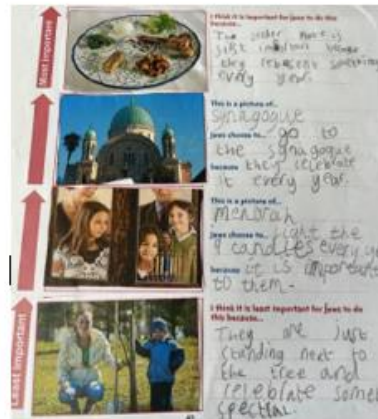 Most important
I think it is important for Jews to do this
because...
The seder plate is
important
they represent something
every year.
This is a picture of...
Synagogue
Jews choose to... go to
the synagogue
because they celebrate
it every year.
This is a picture of...
Menorah
Jews choose to... light the
9 candles every
because it is important
to them.
Least important
I think it is least important for Jews to do
this because...
They are Just
standing next to
the tree and
celebrate
special